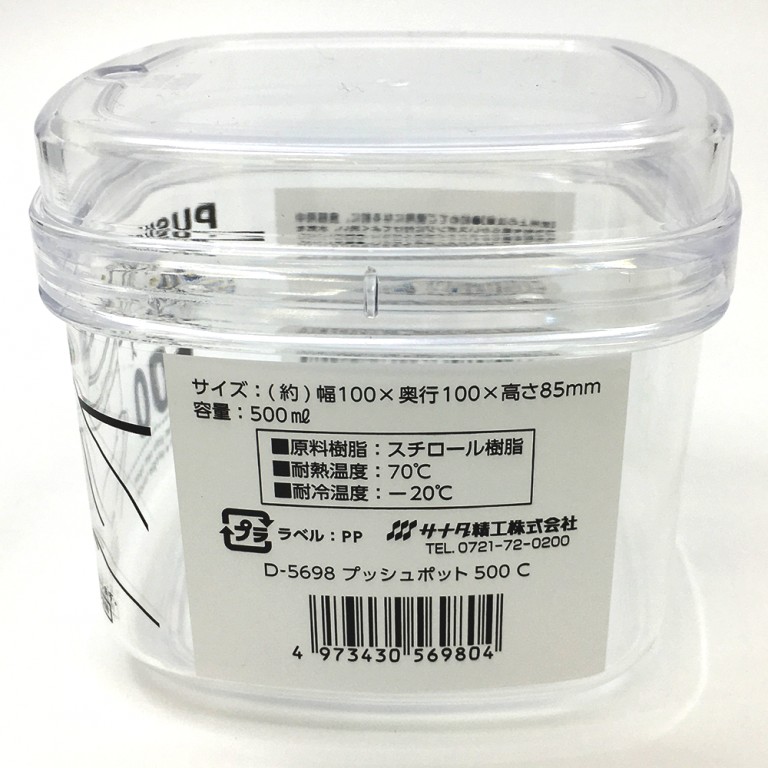 PUSH
サイズ：(約)幅100×奥行100×高さ85mm
容量：500㎖
■原料樹脂：スチロール樹脂
■耐熱温度：70℃
■耐冷温度：－20℃
プラ ラベル：PP サナダ精工株式会社
TEL.0721-72-0200
D-5698 プッシュポット 500 C
4 973430 569804